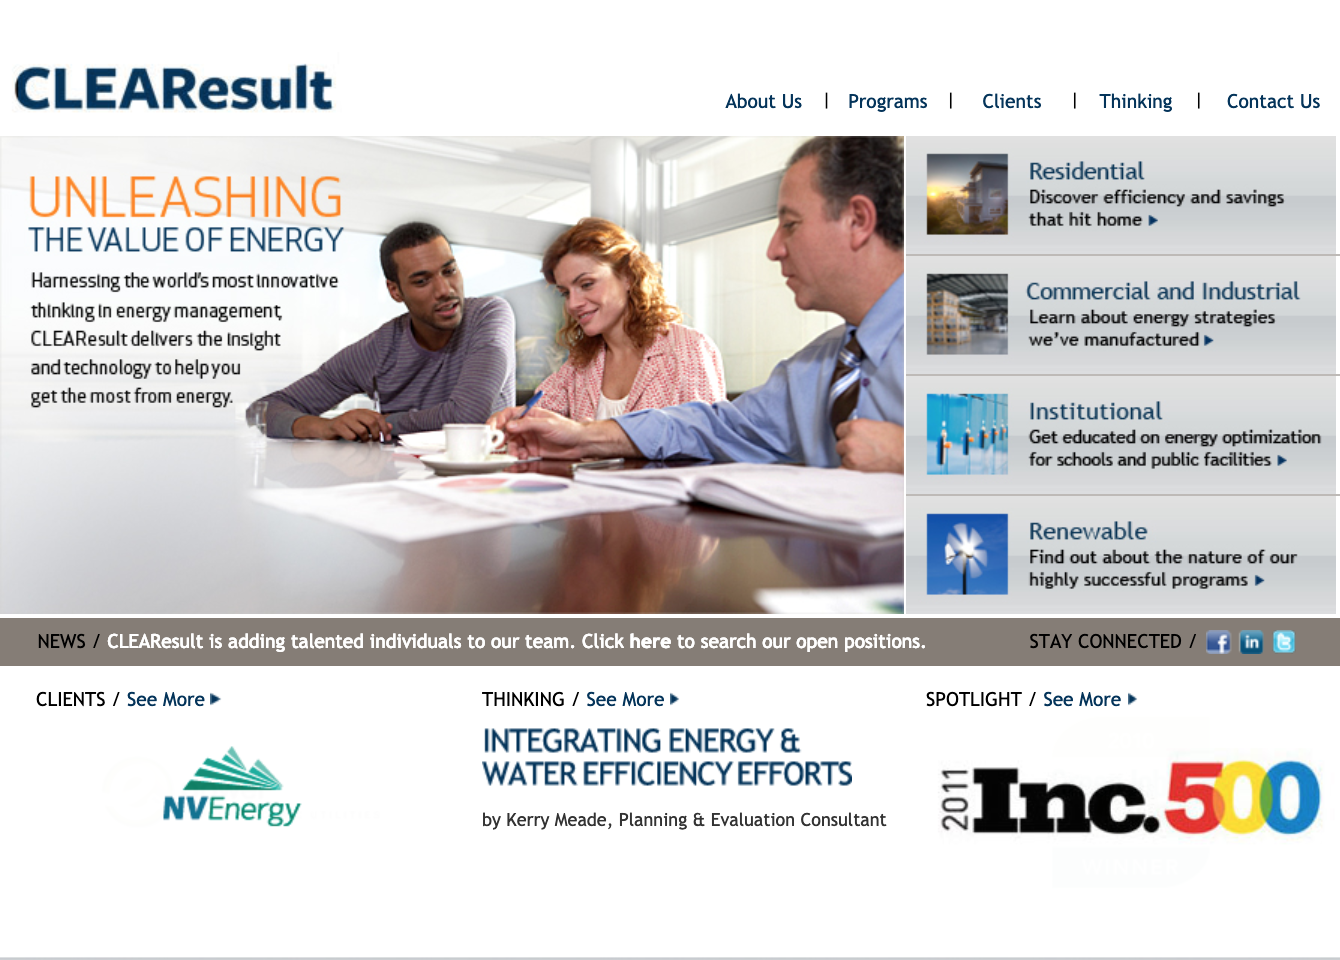 CLEAResult
About Us | Programs | Clients | Thinking | Contact Us
UNLEASHING
THE VALUE OF ENERGY
Harnessing the world's most innovative
thinking in energy management,
CLEAResult delivers the insight
and technology to help you
get the most from energy.
Residential
Discover efficiency and savings
that hit home
Commercial and Industrial
Learn about energy strategies
we've manufactured
Institutional
Get educated on energy optimization
for schools and public facilities
Renewable
Find out about the nature of our
highly successful programs
NEWS / CLEAResult is adding talented individuals to our team. Click here to search our open positions.
STAY CONNECTED / f in t
CLIENTS / See More
NVEnergy
THINKING / See More
INTEGRATING ENERGY &
WATER EFFICIENCY EFFORTS
by Kerry Meade, Planning & Evaluation Consultant
SPOTLIGHT / See More
2011 Inc.500